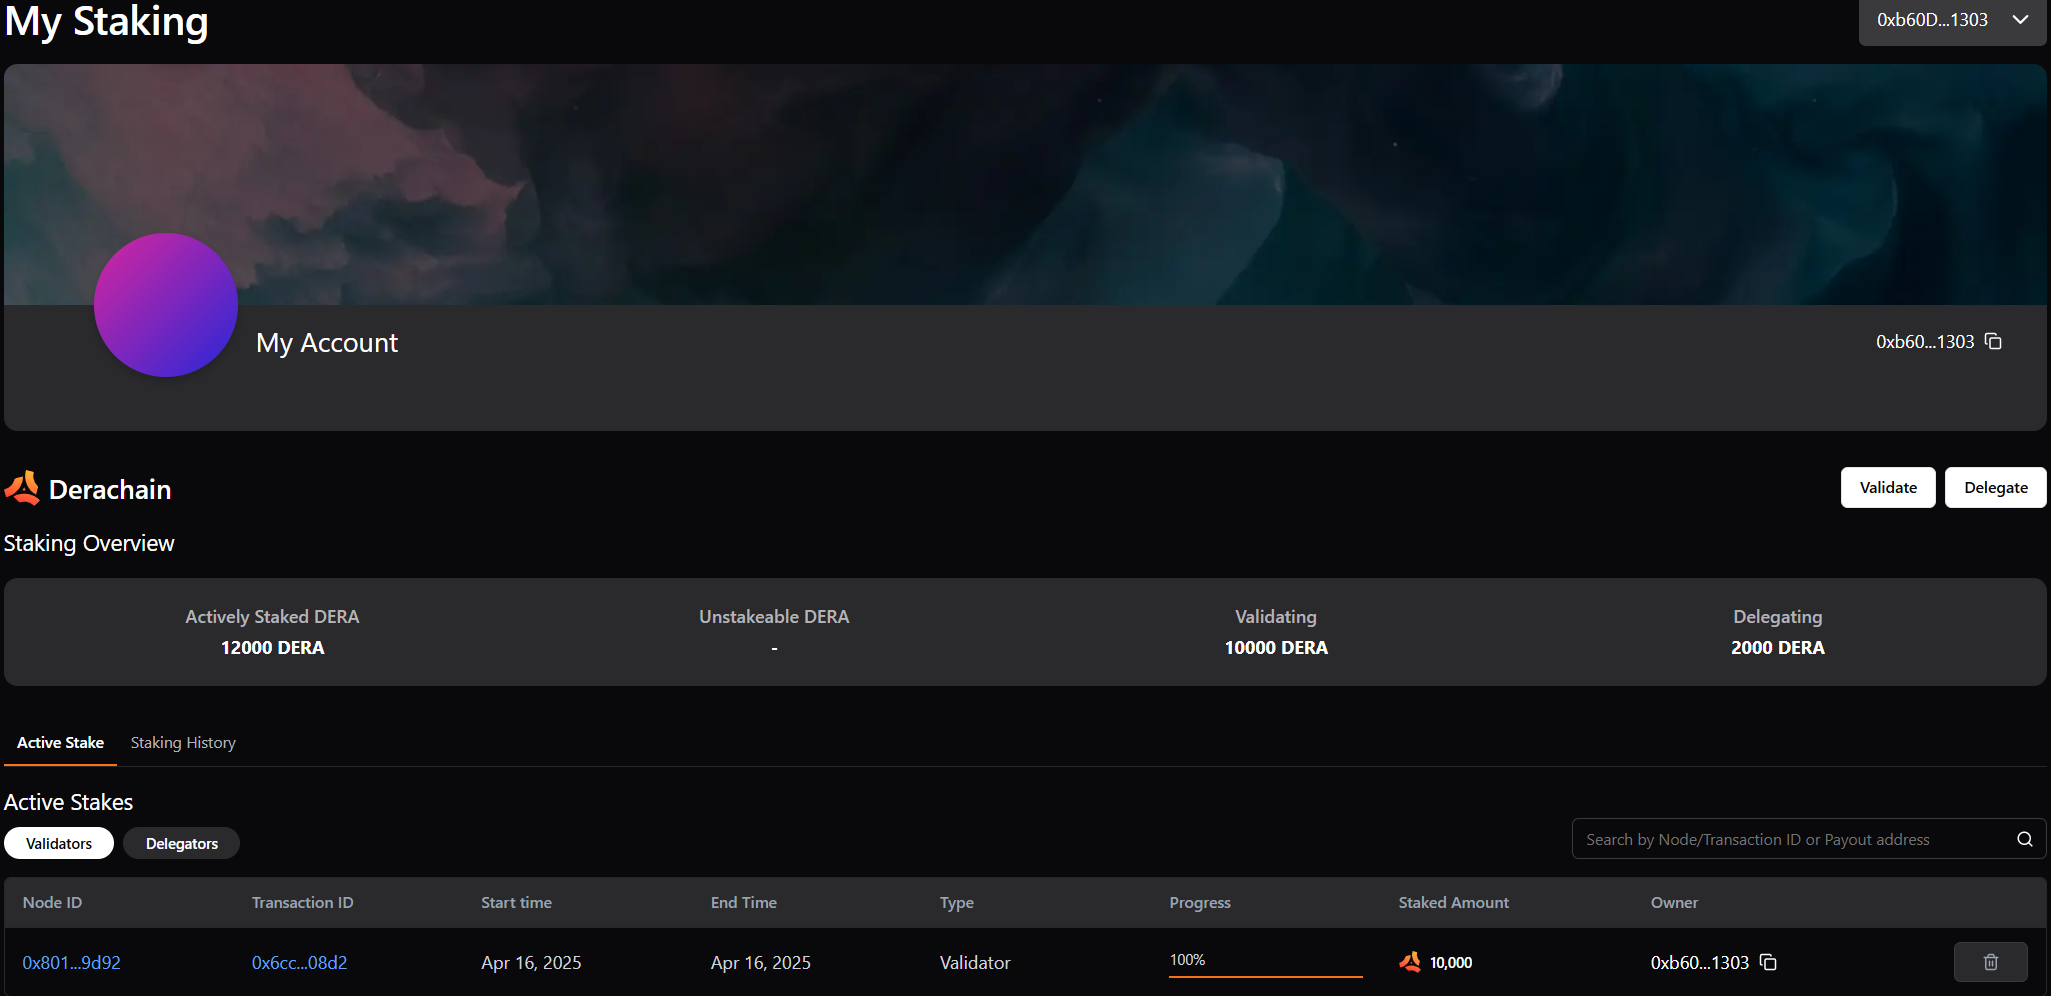 My Staking
0xb60D...1303
My Account
0xb60...1303
Derachain
Validate
Delegate
Staking Overview
Actively Staked DERA
Unstakeable DERA
Validating
Delegating
12000 DERA
-
10000 DERA
2000 DERA
Active Stake
Staking History
Active Stakes
Validators
Delegators
Search by Node/Transaction ID or Payout address
Node ID
Transaction ID
Start time
End Time
Type
Progress
Staked Amount
Owner
0x801...9d92
0x6cc...08d2
Apr 16, 2025
Apr 16, 2025
Validator
100%
10,000
0xb60...1303